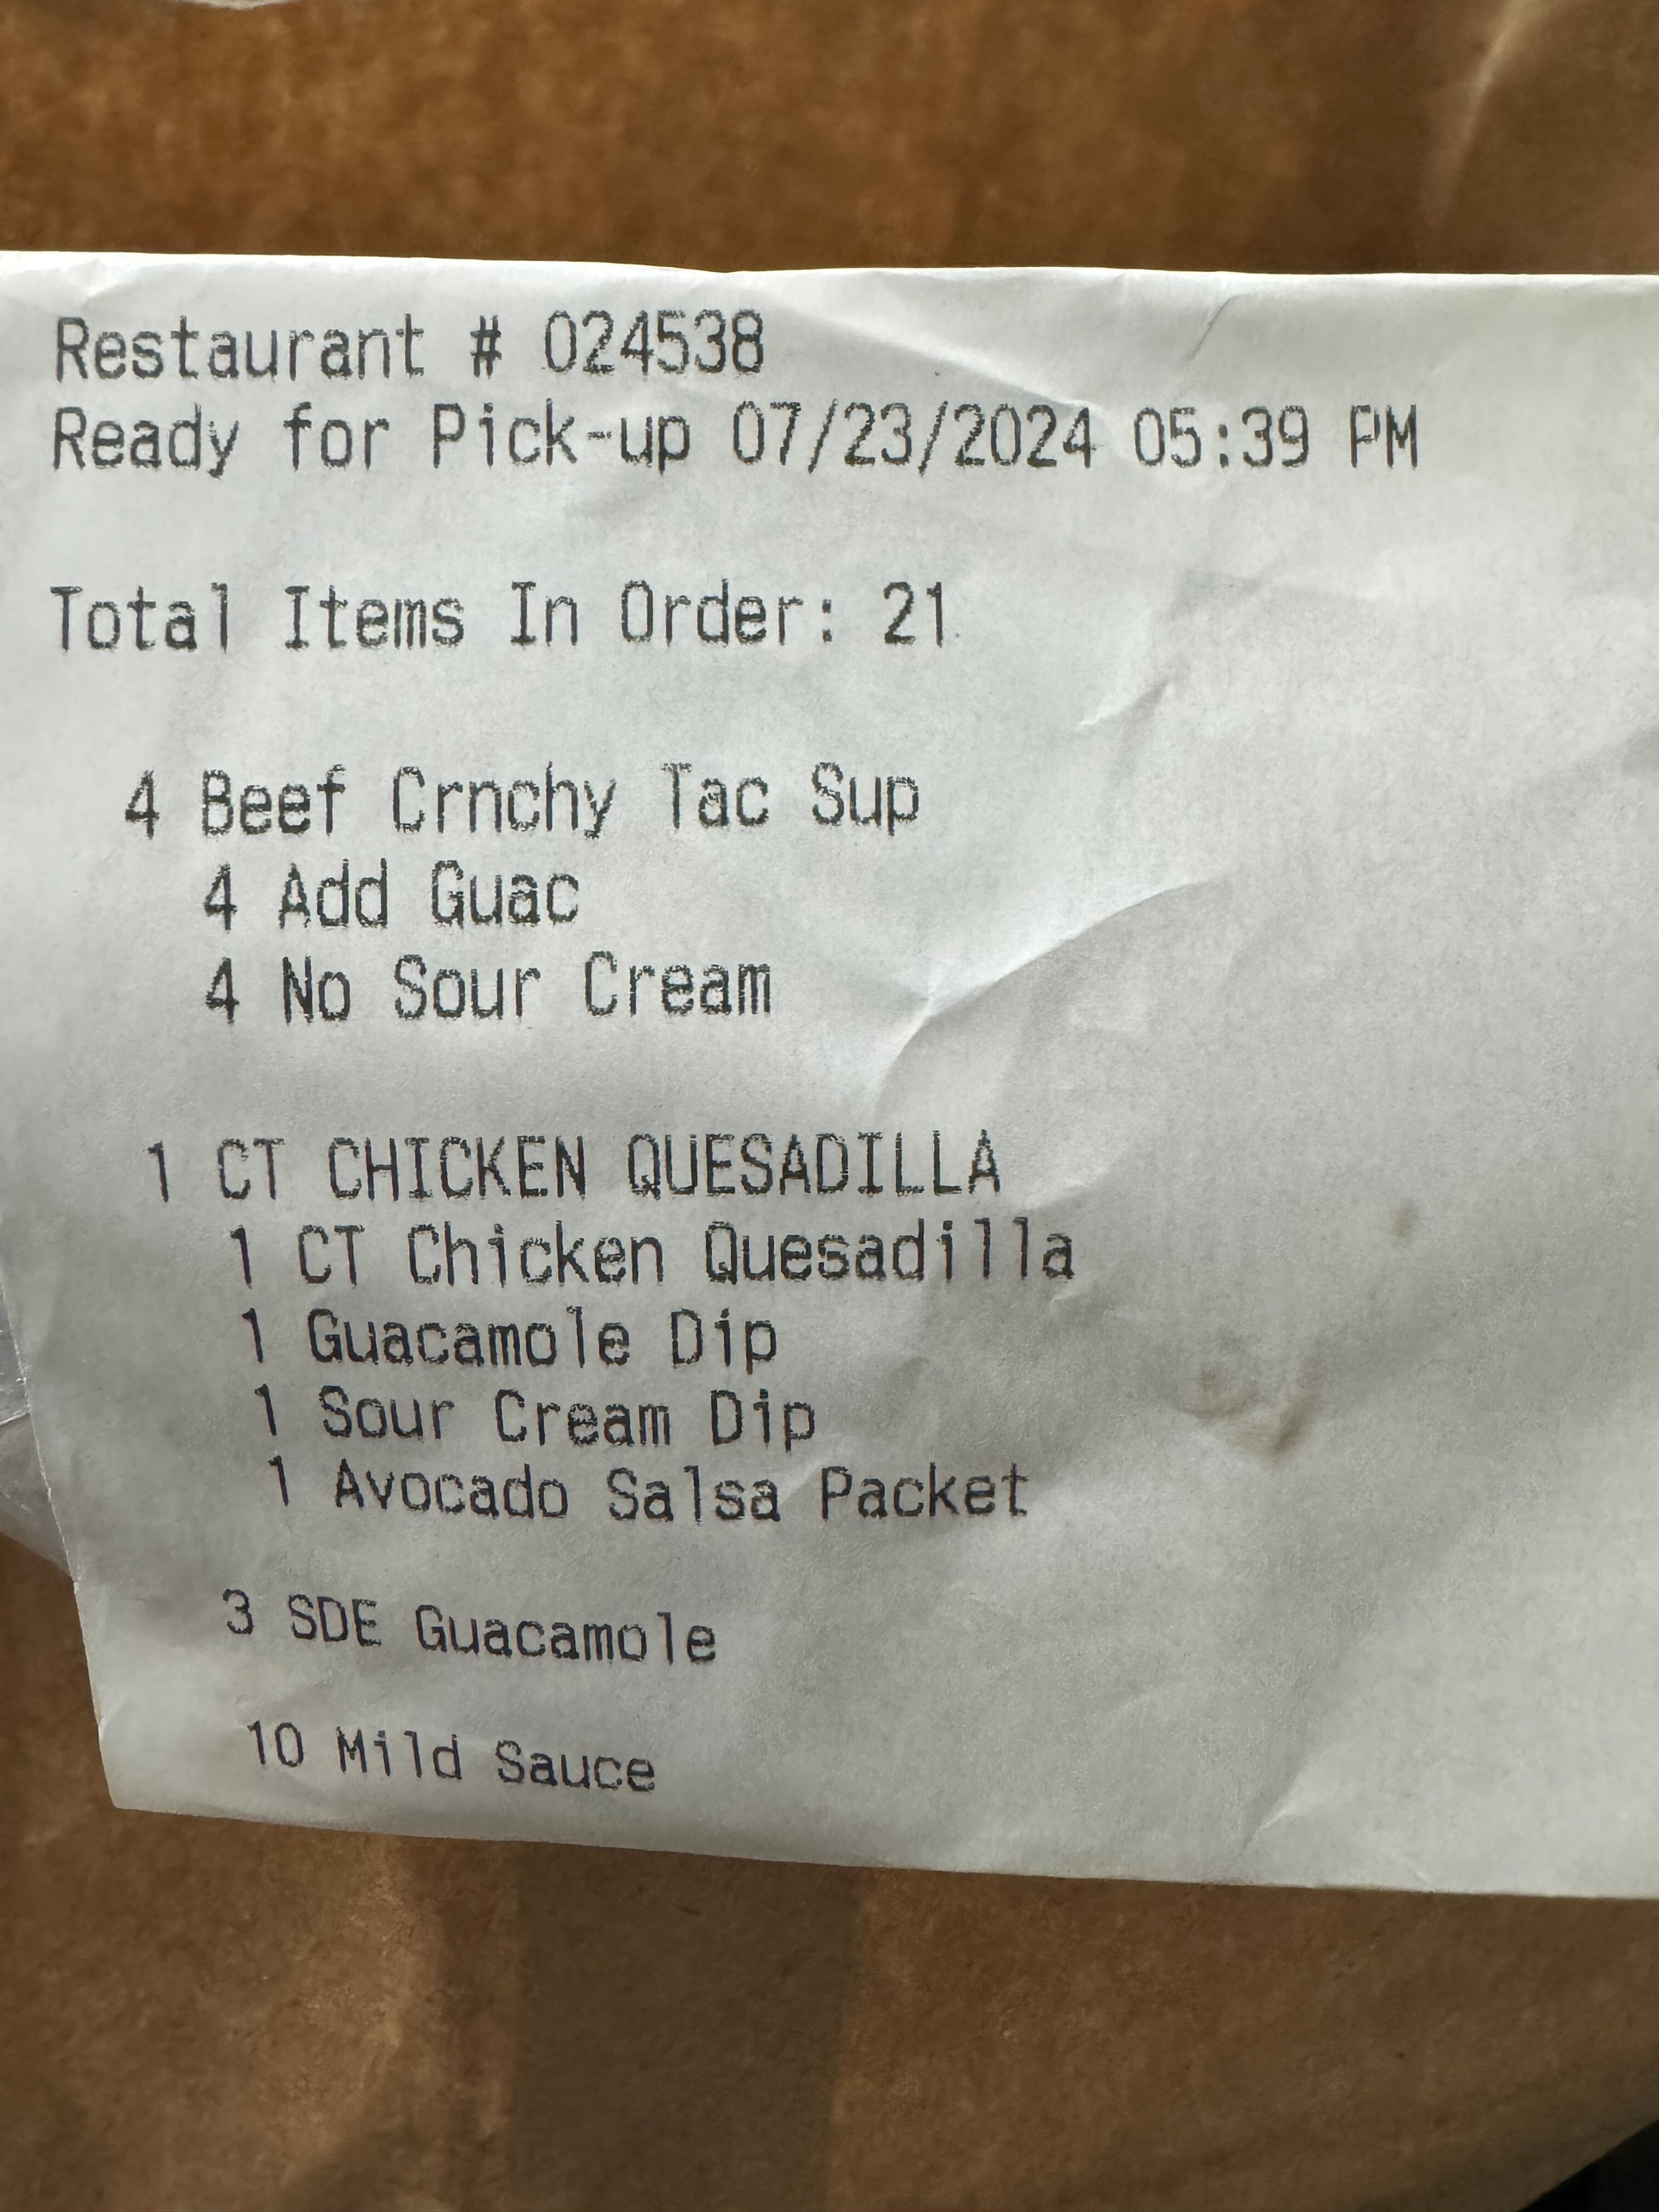 Restaurant # 024538
Ready for Pick-up 07/23/2024 05:39 PM
Total Items In Order: 21
4 Beef Crnchy Tac Sup
4 Add Guac
4 No Sour Cream
1 CT CHICKEN QUESADILLA
1 CT Chicken Quesadilla
1 Guacamole Dip
1 Sour Cream Dip
1 Avocado Salsa Packet
3 SDE Guacamole
10 Mild Sauce